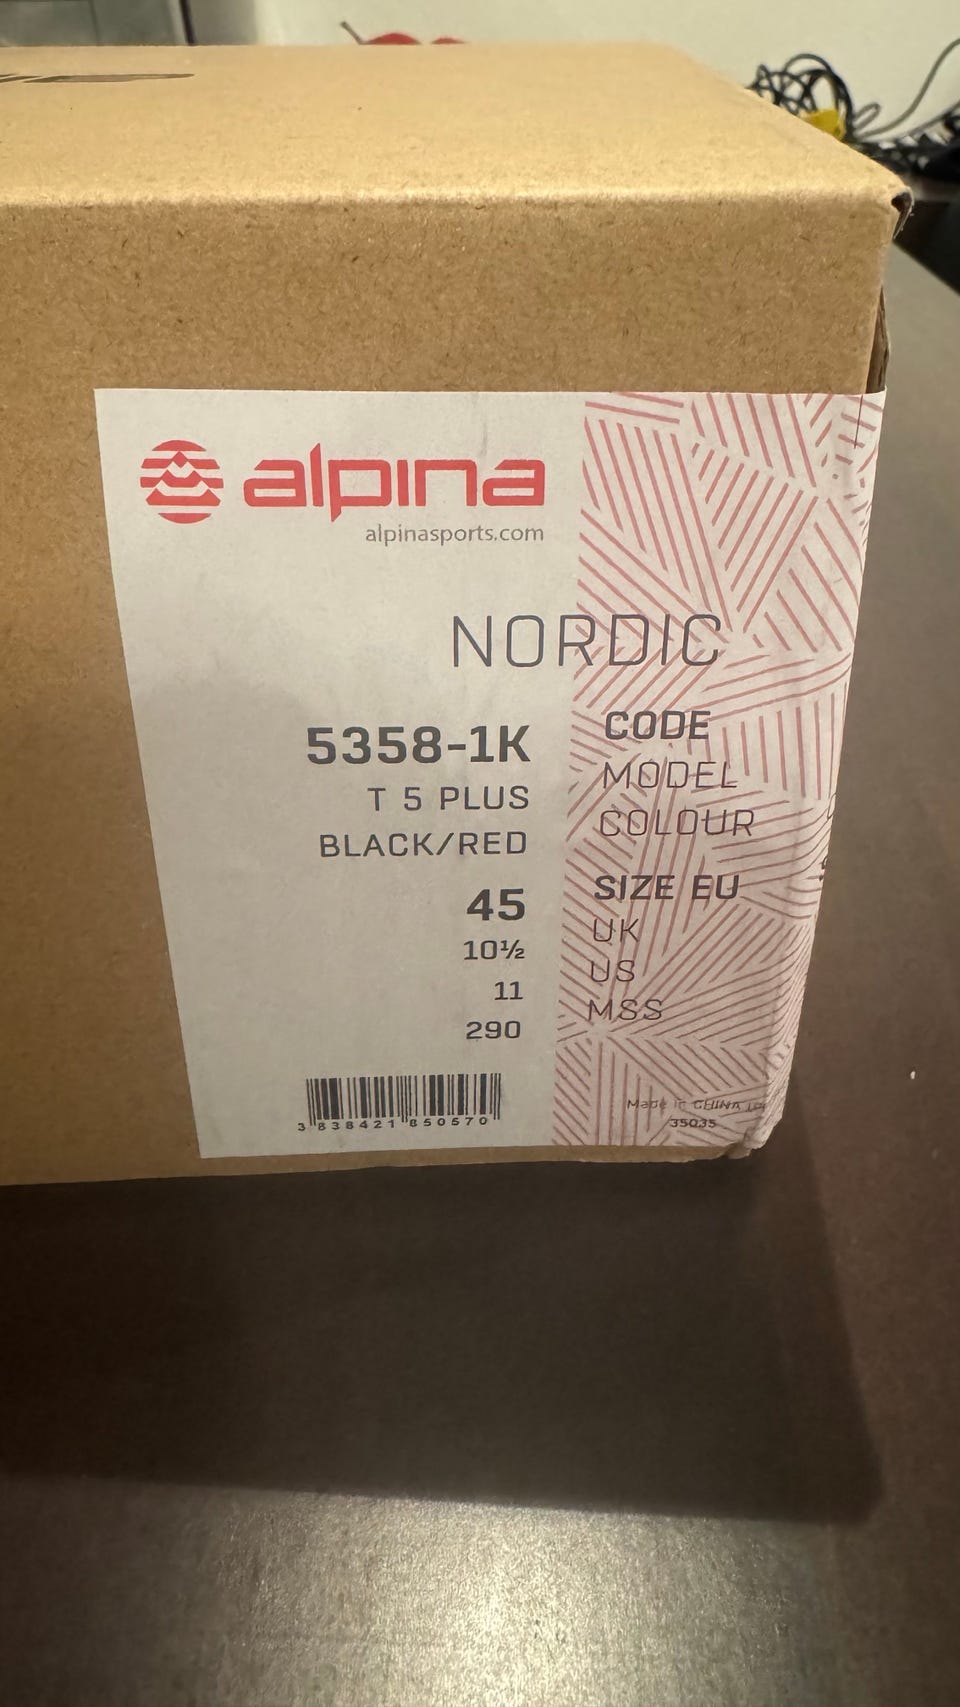 alpina
alpinasports.com
NORDIC
5358-1K CODE
T 5 PLUS MODEL
BLACK/RED COLOUR
45 SIZE EU
10½ UK
11 US
290 MSS
3 838421 850570
Made in CHINA
35035